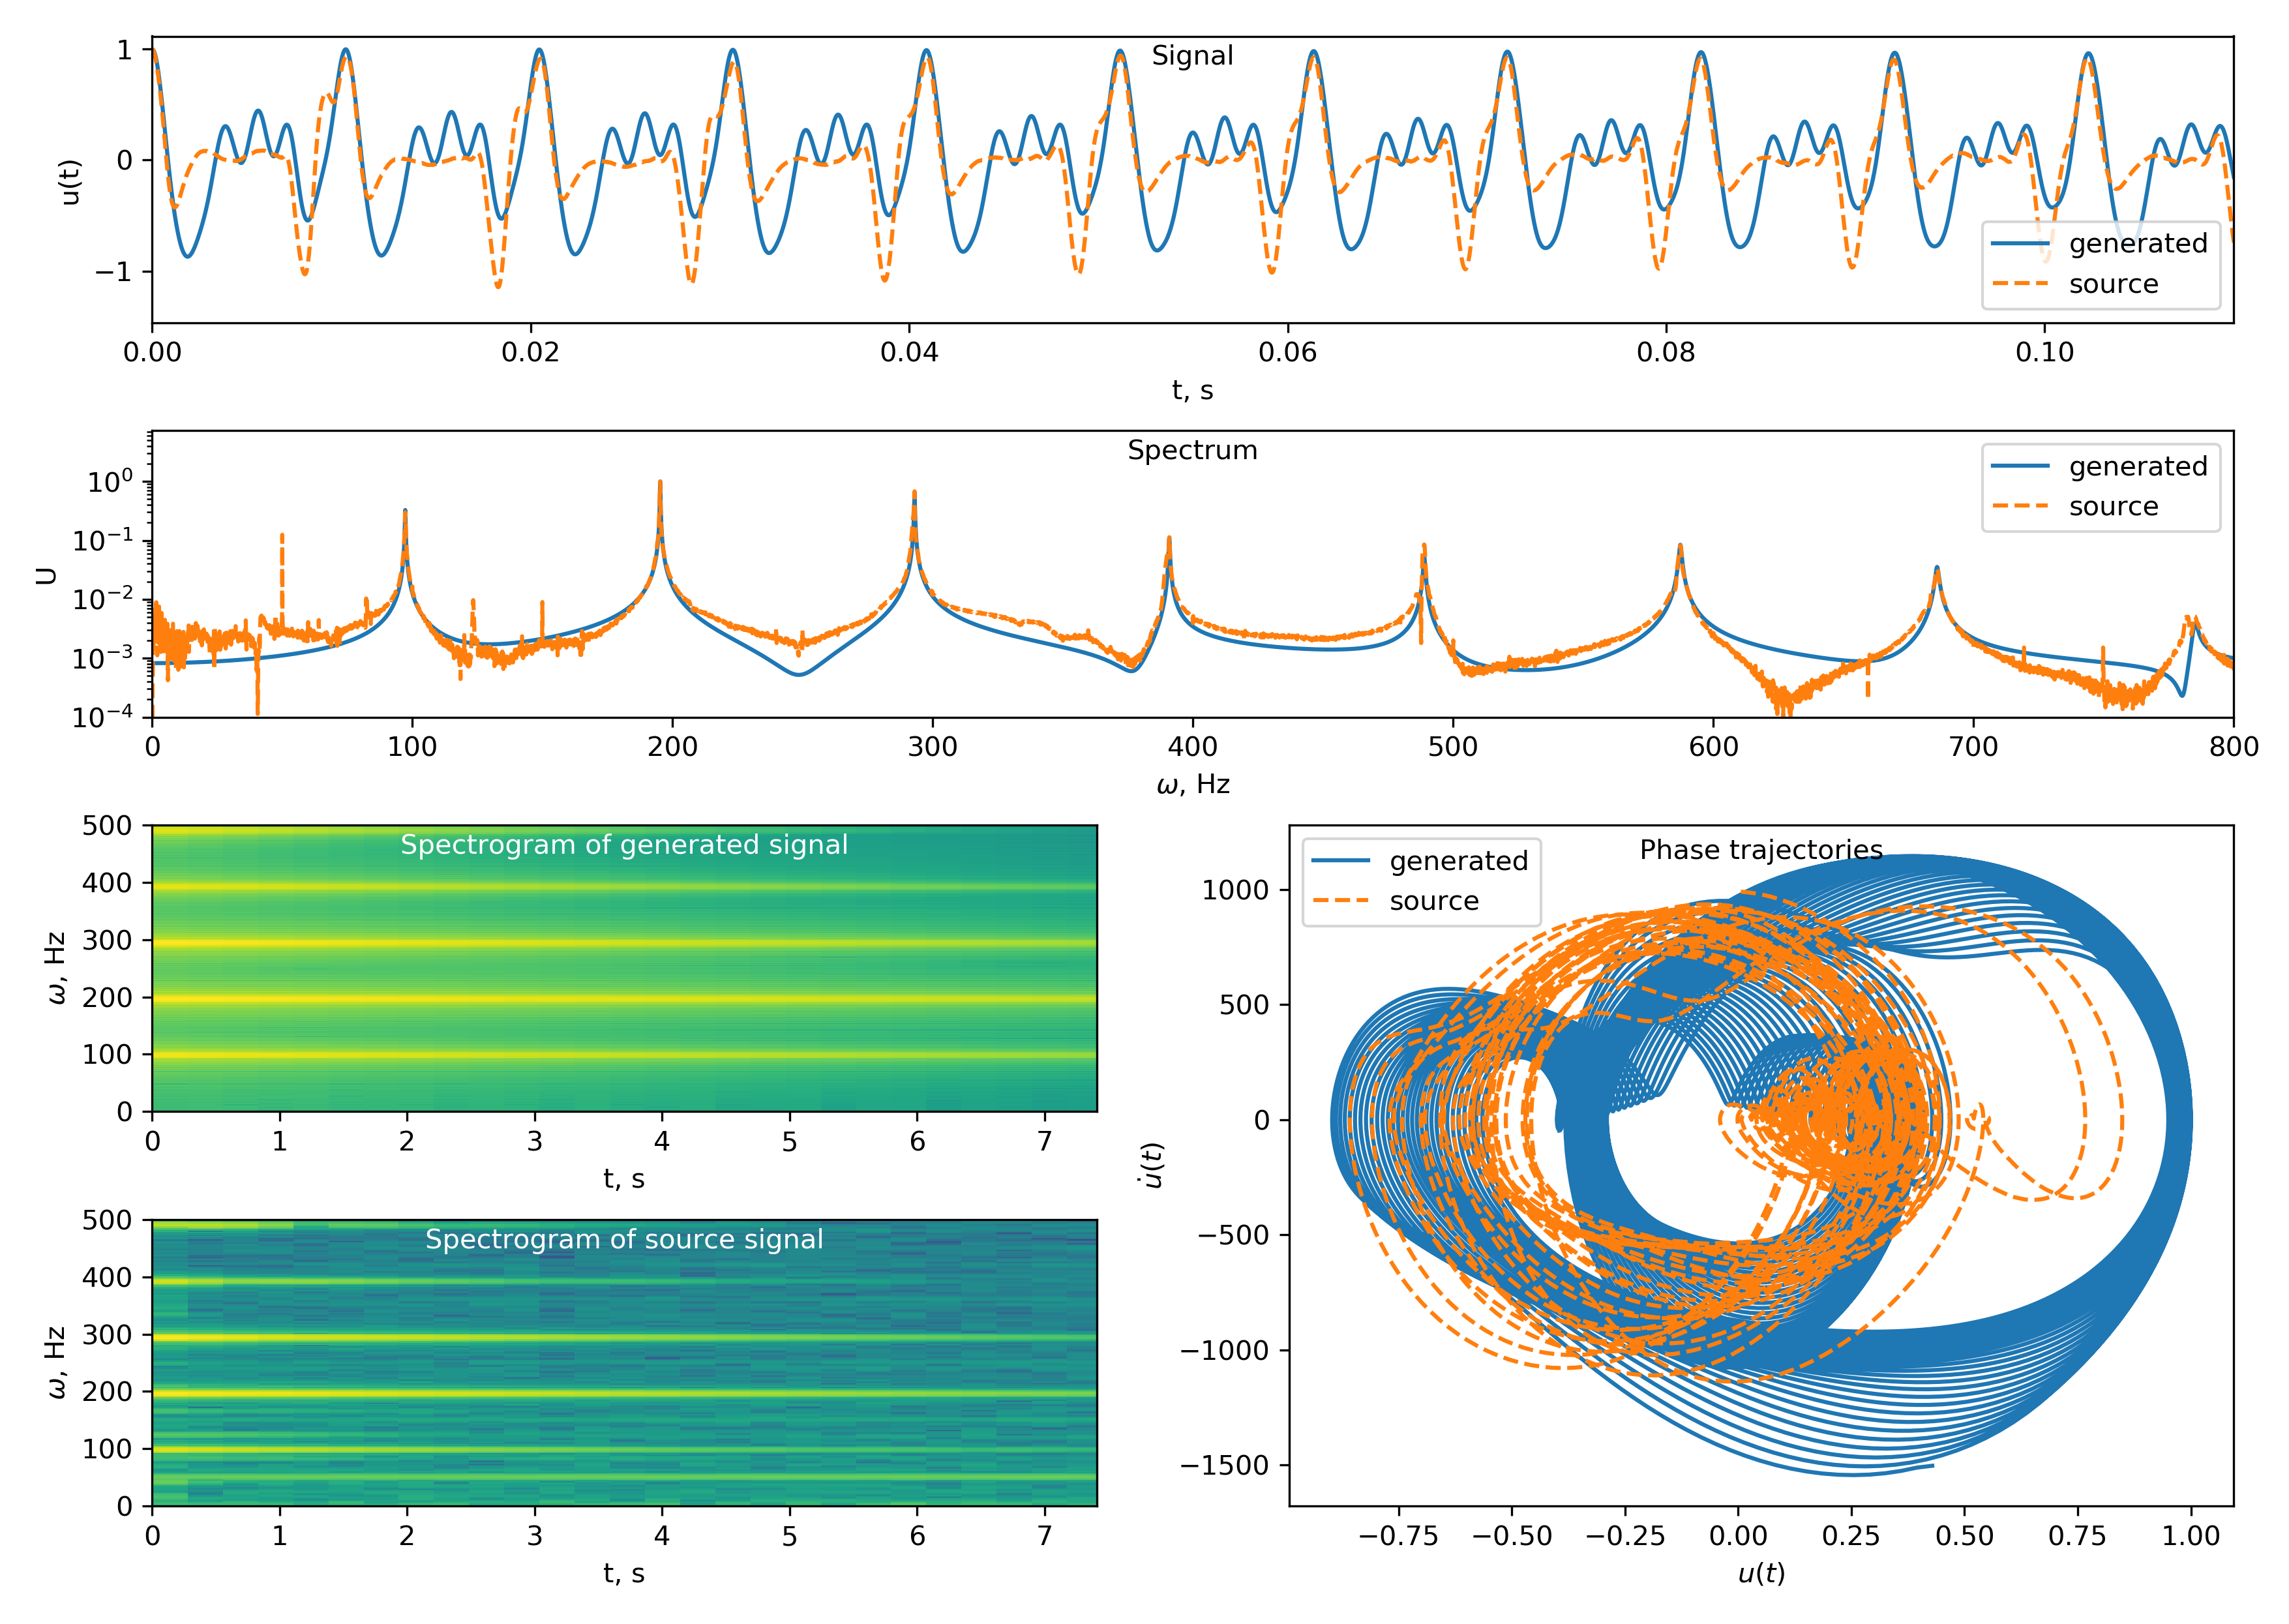 Signal
1
0
−1
u(t)
generated
source
0.00 0.02 0.04 0.06 0.08 0.10
t, s
Spectrum
10⁰
10⁻¹
10⁻²
10⁻³
10⁻⁴
U
generated
source
0 100 200 300 400 500 600 700 800
ω, Hz
Spectrogram of generated signal
500
400
300
200
100
0
ω, Hz
0 1 2 3 4 5 6 7
t, s
Spectrogram of source signal
500
400
300
200
100
0
ω, Hz
0 1 2 3 4 5 6 7
t, s
Phase trajectories
generated
source
1000
500
0
−500
−1000
−1500
u̇(t)
−0.75 −0.50 −0.25 0.00 0.25 0.50 0.75 1.00
u(t)